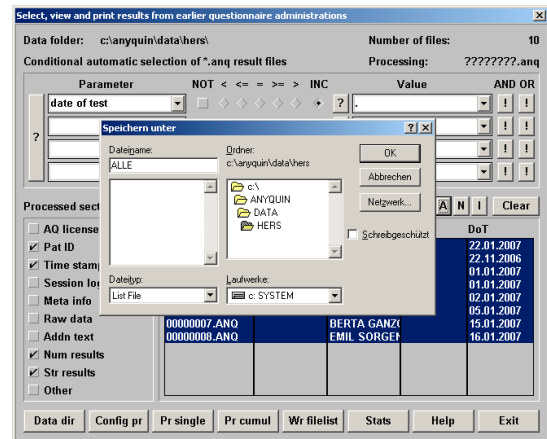 Select, view and print results from earlier questionnaire administrations
Data folder: c:\anyquin\data\hers\ Number of files: 10
Conditional automatic selection of *.anq result files Processing: ????????.anq
Parameter NOT < <= = >= > INC Value AND OR
date of test ? . ! !
! !
?
! !
! !
Speichern unter
Dateiname:
ALLE
Ordner:
c:\anyquin\data\hers
c:\
ANYQUIN
DATA
HERS
OK
Abbrechen
Netzwerk...
Schreibgeschützt
Dateityp:
List File
Laufwerke:
c: SYSTEM
Processed sect
A N I Clear
AQ license
Pat ID
Time stam
Session lo
Meta info
Raw data
Addn text
Num results
Str results
Other
DoT
22.01.2007
22.11.2006
01.01.2007
01.01.2007
02.01.2007
05.01.2007
00000007.ANQ BERTA GANZO 15.01.2007
00000008.ANQ EMIL SORGEN 16.01.2007
Data dir Config pr Pr single Pr cumul Wr filelist Stats Help Exit